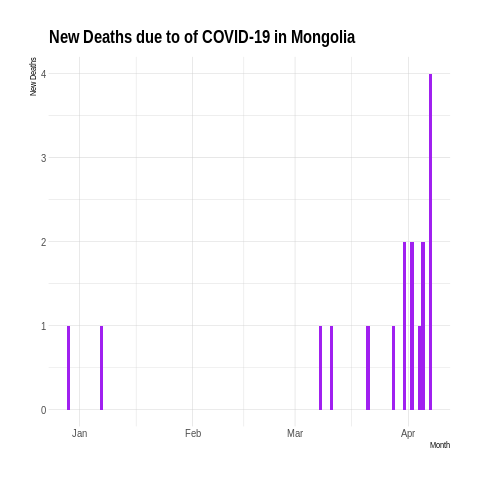 New Deaths due to of COVID-19 in Mongolia
New Deaths
4
3
2
1
0
Jan Feb Mar Apr
Month